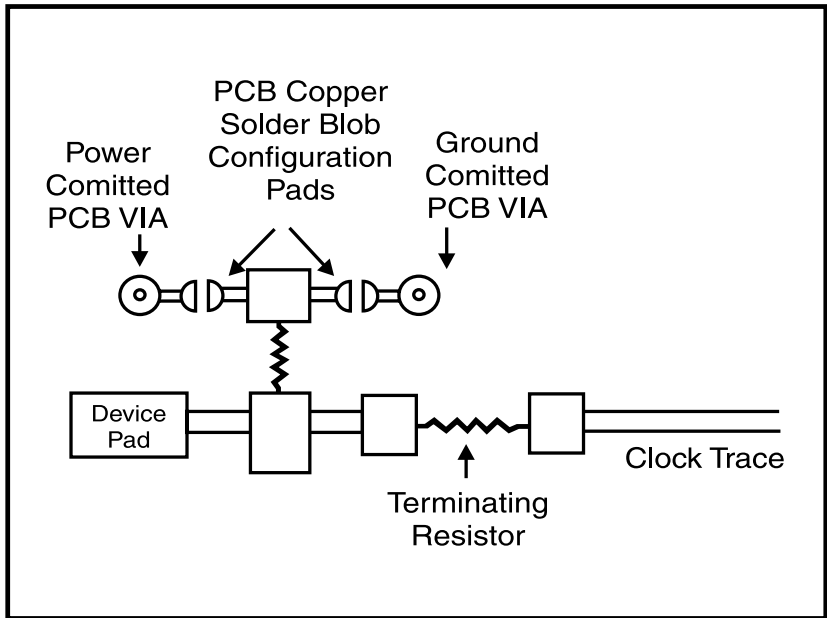 PCB Copper
Solder Blob
Configuration
Pads
Power
Comitted
PCB VIA
Ground
Comitted
PCB VIA
Device
Pad
Clock Trace
Terminating
Resistor